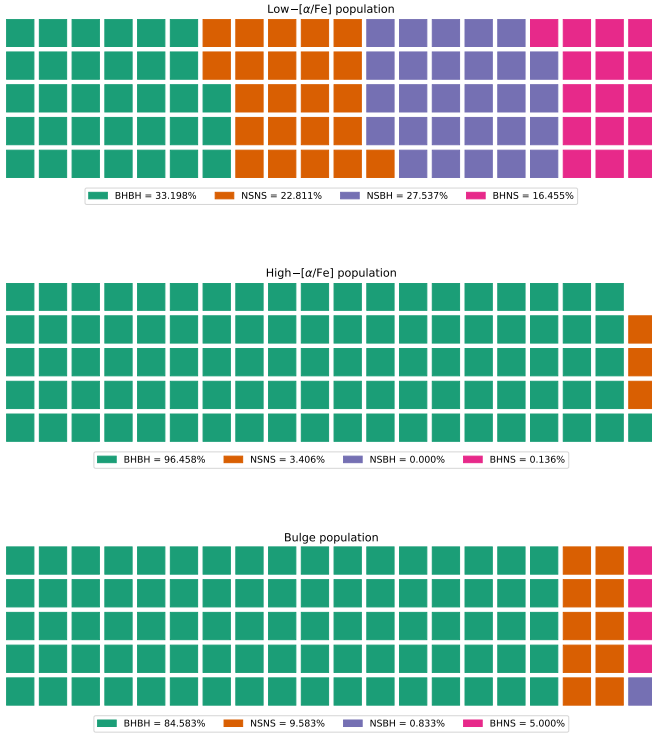 Low−[α/Fe] population
BHBH = 33.198% NSNS = 22.811% NSBH = 27.537% BHNS = 16.455%
High−[α/Fe] population
BHBH = 96.458% NSNS = 3.406% NSBH = 0.000% BHNS = 0.136%
Bulge population
BHBH = 84.583% NSNS = 9.583% NSBH = 0.833% BHNS = 5.000%